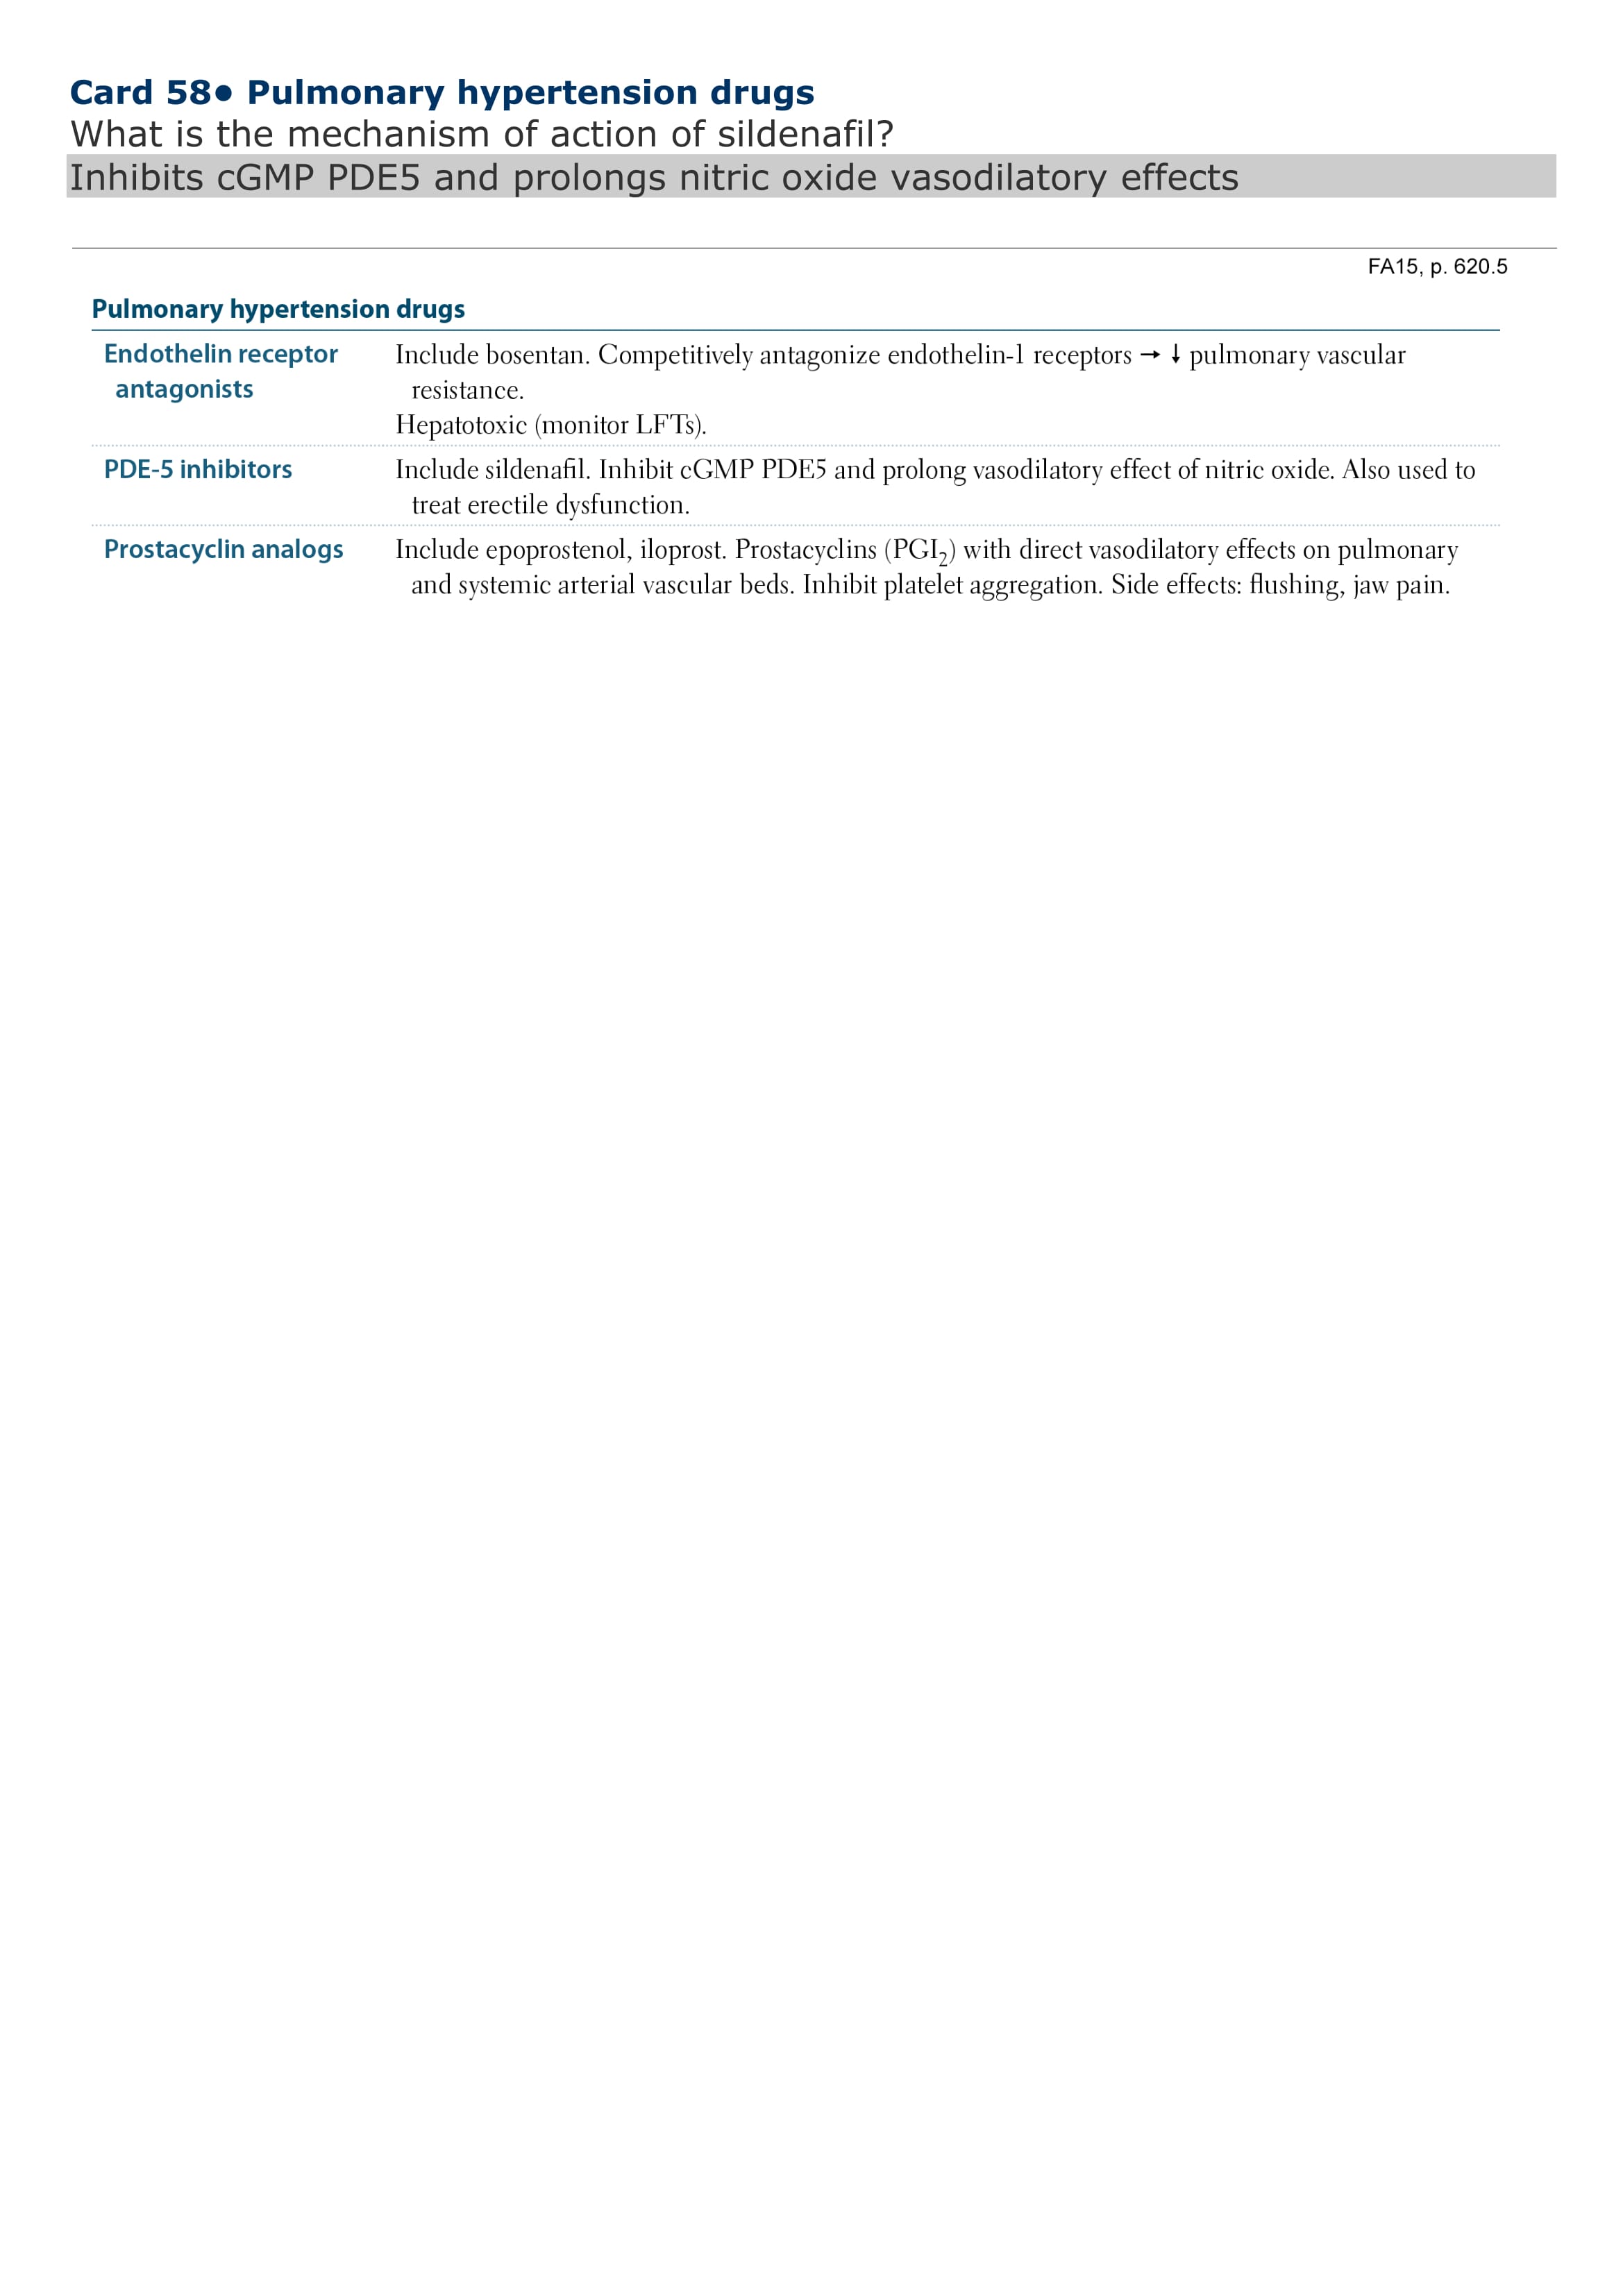 Card 58• Pulmonary hypertension drugs
What is the mechanism of action of sildenafil?
Inhibits cGMP PDE5 and prolongs nitric oxide vasodilatory effects
FA15, p. 620.5
Pulmonary hypertension drugs
Endothelin receptor antagonists
Include bosentan. Competitively antagonize endothelin-1 receptors → ↓ pulmonary vascular
resistance.
Hepatotoxic (monitor LFTs).
PDE-5 inhibitors
Include sildenafil. Inhibit cGMP PDE5 and prolong vasodilatory effect of nitric oxide. Also used to
treat erectile dysfunction.
Prostacyclin analogs
Include epoprostenol, iloprost. Prostacyclins (PGI₂) with direct vasodilatory effects on pulmonary
and systemic arterial vascular beds. Inhibit platelet aggregation. Side effects: flushing, jaw pain.